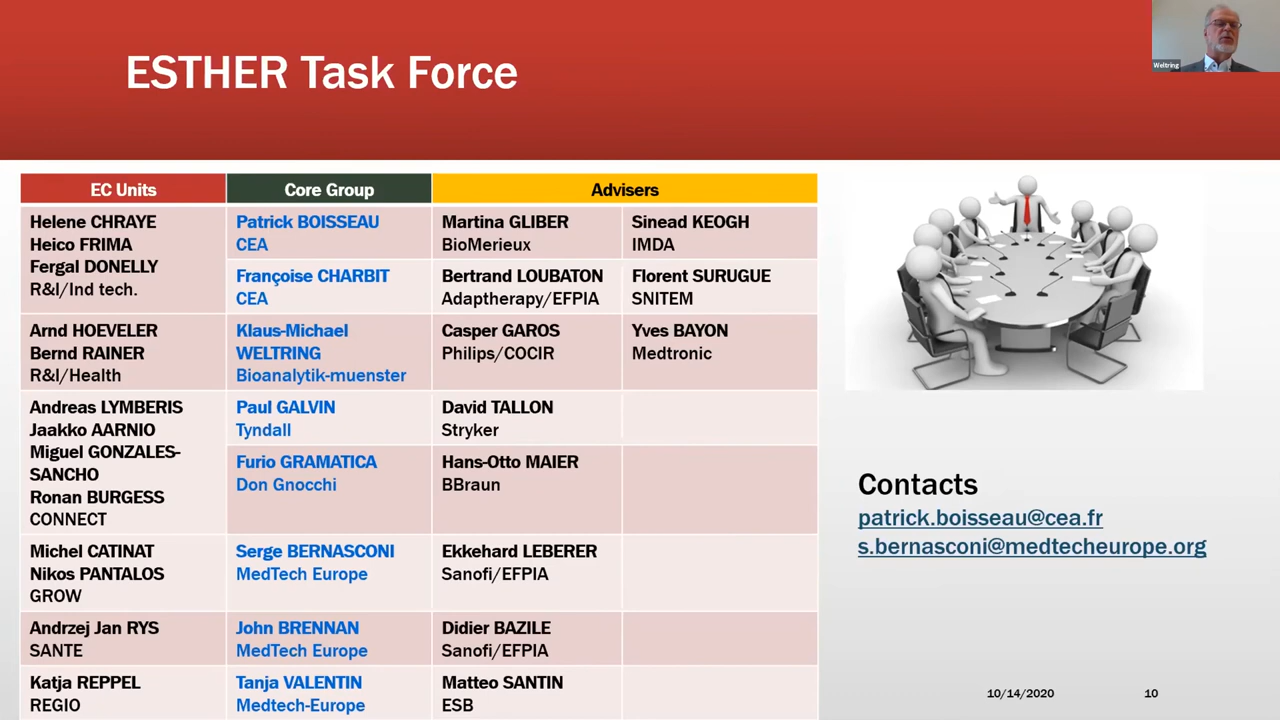 ESTHER Task Force
Weltring
EC Units
Core Group
Advisers
Helene CHRAYE
Heico FRIMA
Fergal DONELLY
R&I/Ind tech.
Patrick BOISSEAU
CEA
Martina GLIBER
BioMerieux
Sinead KEOGH
IMDA
Françoise CHARBIT
CEA
Bertrand LOUBATON
Adaptherapy/EFPIA
Florent SURUGUE
SNITEM
Arnd HOEVELER
Bernd RAINER
R&I/Health
Klaus-Michael
WELTRING
Bioanalytik-muenster
Casper GAROS
Philips/COCIR
Yves BAYON
Medtronic
Andreas LYMBERIS
Jaakko AARNIO
Miguel GONZALES-
SANCHO
Ronan BURGESS
CONNECT
Paul GALVIN
Tyndall
David TALLON
Stryker
Furio GRAMATICA
Don Gnocchi
Hans-Otto MAIER
BBraun
Michel CATINAT
Nikos PANTALOS
GROW
Serge BERNASCONI
MedTech Europe
Ekkehard LEBERER
Sanofi/EFPIA
Andrzej Jan RYS
SANTE
John BRENNAN
MedTech Europe
Didier BAZILE
Sanofi/EFPIA
Katja REPPEL
REGIO
Tanja VALENTIN
Medtech-Europe
Matteo SANTIN
ESB
Contacts
patrick.boisseau@cea.fr
s.bernasconi@medtecheurope.org
10/14/2020
10